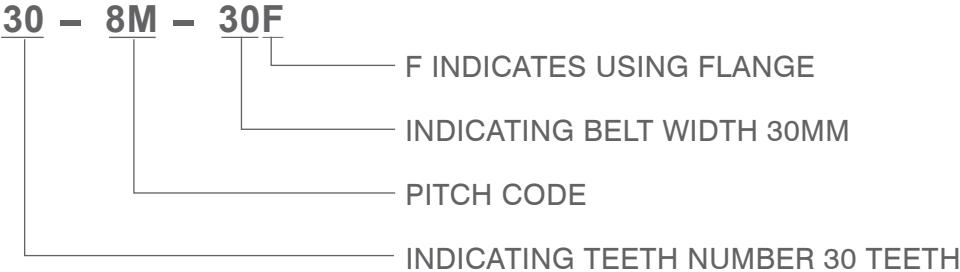 30 – 8M – 30F
F INDICATES USING FLANGE
INDICATING BELT WIDTH 30MM
PITCH CODE
INDICATING TEETH NUMBER 30 TEETH